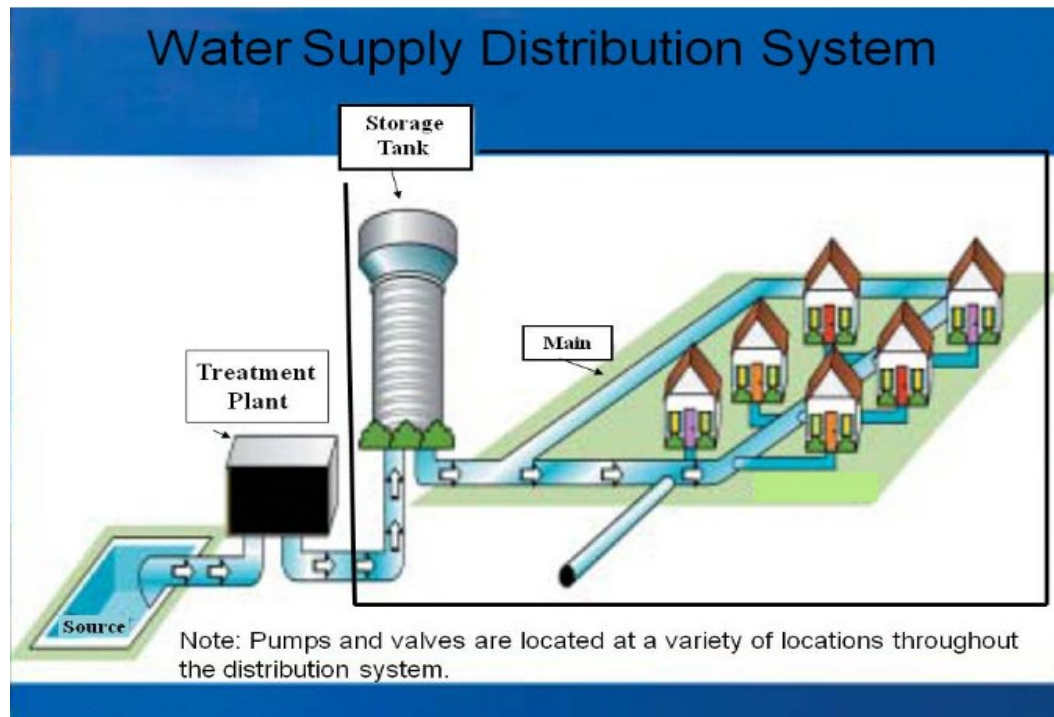 Water Supply Distribution System
Storage
Tank
Main
Treatment
Plant
Source
Note: Pumps and valves are located at a variety of locations throughout
the distribution system.